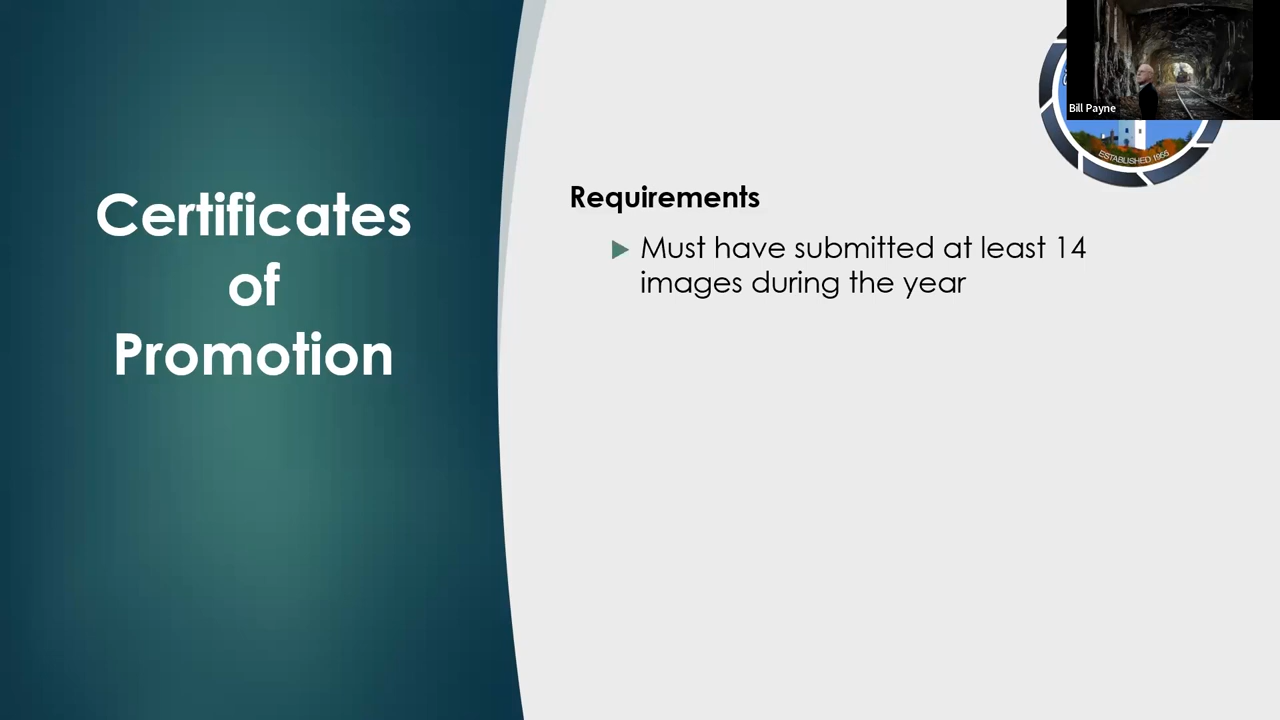 Certificates
of
Promotion
Requirements
Must have submitted at least 14
images during the year
Bill Payne
ESTABLISHED 1965